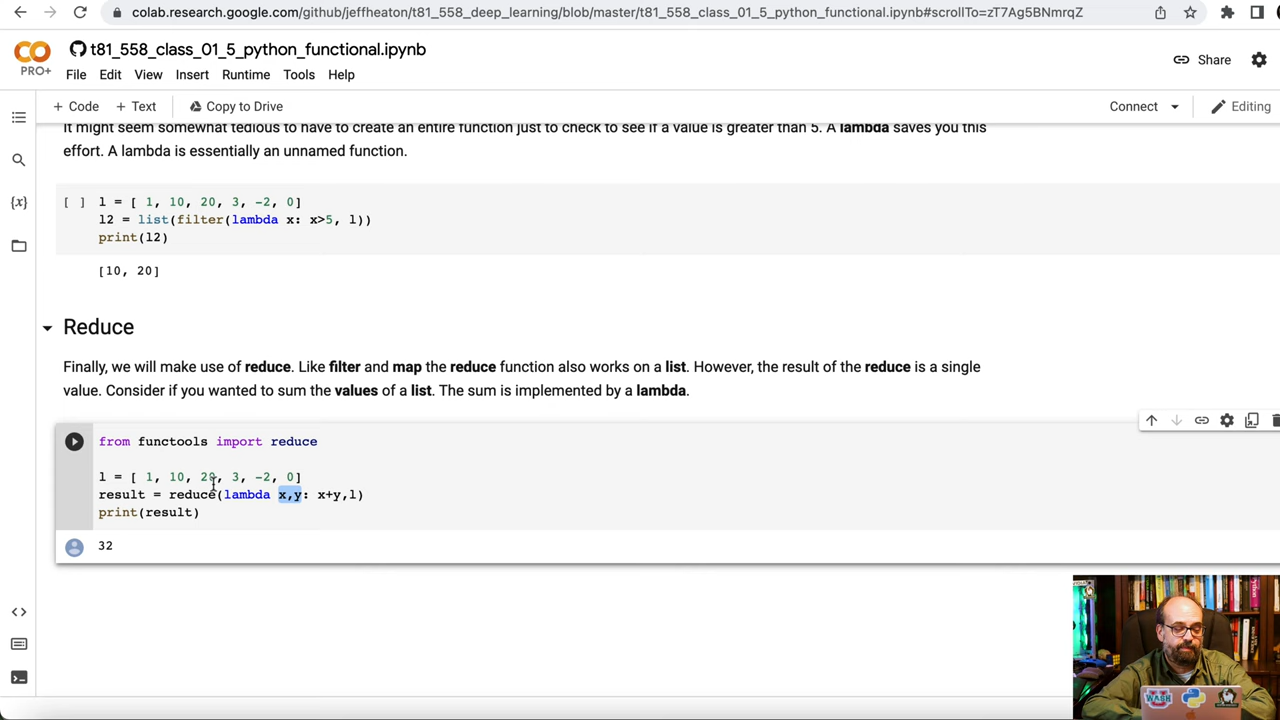 colab.research.google.com/github/jeffheaton/t81_558_deep_learning/blob/master/t81_558_class_01_5_python_functional.ipynb#scrollTo=zT7Ag5BNmrqZ
t81_558_class_01_5_python_functional.ipynb
PRO+
File Edit View Insert Runtime Tools Help
Share
+ Code + Text Copy to Drive
Connect
Editing
It might seem somewhat tedious to have to create an entire function just to check to see if a value is greater than 5. A lambda saves you this
effort. A lambda is essentially an unnamed function.
[ ] l = [ 1, 10, 20, 3, -2, 0]
l2 = list(filter(lambda x: x>5, l))
print(l2)
[10, 20]
{x}
Reduce
Finally, we will make use of reduce. Like filter and map the reduce function also works on a list. However, the result of the reduce is a single
value. Consider if you wanted to sum the values of a list. The sum is implemented by a lambda.
from functools import reduce
l = [ 1, 10, 20, 3, -2, 0]
result = reduce(lambda x,y: x+y,l)
print(result)
32
WASH